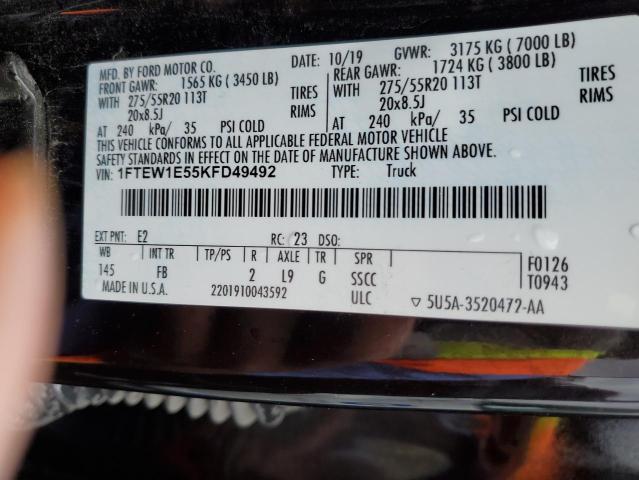 MFD. BY FORD MOTOR CO.
DATE: 10/19 GVWR: 3175 KG ( 7000 LB)
FRONT GAWR: 1565 KG ( 3450 LB)
REAR GAWR: 1724 KG ( 3800 LB)
WITH 275/55R20 113T TIRES
WITH 275/55R20 113T TIRES
20x8.5J RIMS
20x8.5J RIMS
AT 240 kPa/ 35 PSI COLD
AT 240 kPa/ 35 PSI COLD
THIS VEHICLE CONFORMS TO ALL APPLICABLE FEDERAL MOTOR VEHICLE
SAFETY STANDARDS IN EFFECT ON THE DATE OF MANUFACTURE SHOWN ABOVE.
VIN: 1FTEW1E55KFD49492 TYPE: Truck
EXT PNT: E2 RC: 23 DSO:
WB INT TR TP/PS R AXLE TR SPR
145 FB 2 L9 G SSCC
F0126
T0943
MADE IN U.S.A. 2201910043592 ULC ▽ 5U5A-3520472-AA